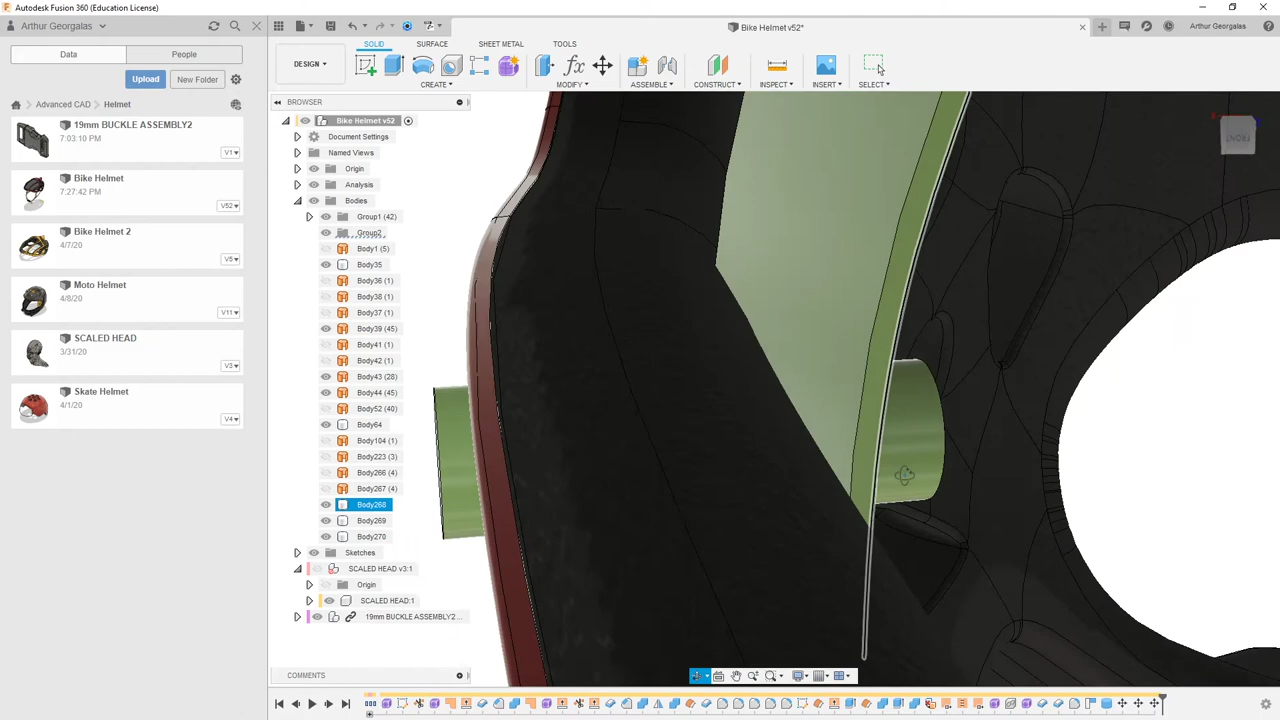 Autodesk Fusion 360 (Education License)
Arthur Georgalas
Bike Helmet v52*
Arthur Georgalas
Data
People
SOLID
SURFACE
SHEET METAL
TOOLS
DESIGN
CREATE
MODIFY
ASSEMBLE
CONSTRUCT
INSPECT
INSERT
SELECT
Upload
New Folder
Advanced CAD
Helmet
19mm BUCKLE ASSEMBLY2
7:03:10 PM
V1
Bike Helmet
7:27:42 PM
V52
Bike Helmet 2
4/7/20
V5
Moto Helmet
4/8/20
V11
SCALED HEAD
3/31/20
V3
Skate Helmet
4/1/20
V4
BROWSER
Bike Helmet v52
Document Settings
Named Views
Origin
Analysis
Bodies
Group1 (42)
Group2
Body1 (5)
Body35
Body36 (1)
Body38 (1)
Body37 (1)
Body39 (45)
Body41 (1)
Body42 (1)
Body43 (28)
Body44 (45)
Body52 (40)
Body64
Body104 (1)
Body223 (3)
Body266 (4)
Body267 (4)
Body268
Body269
Body270
Sketches
SCALED HEAD v3:1
Origin
SCALED HEAD:1
19mm BUCKLE ASSEMBLY2...
COMMENTS